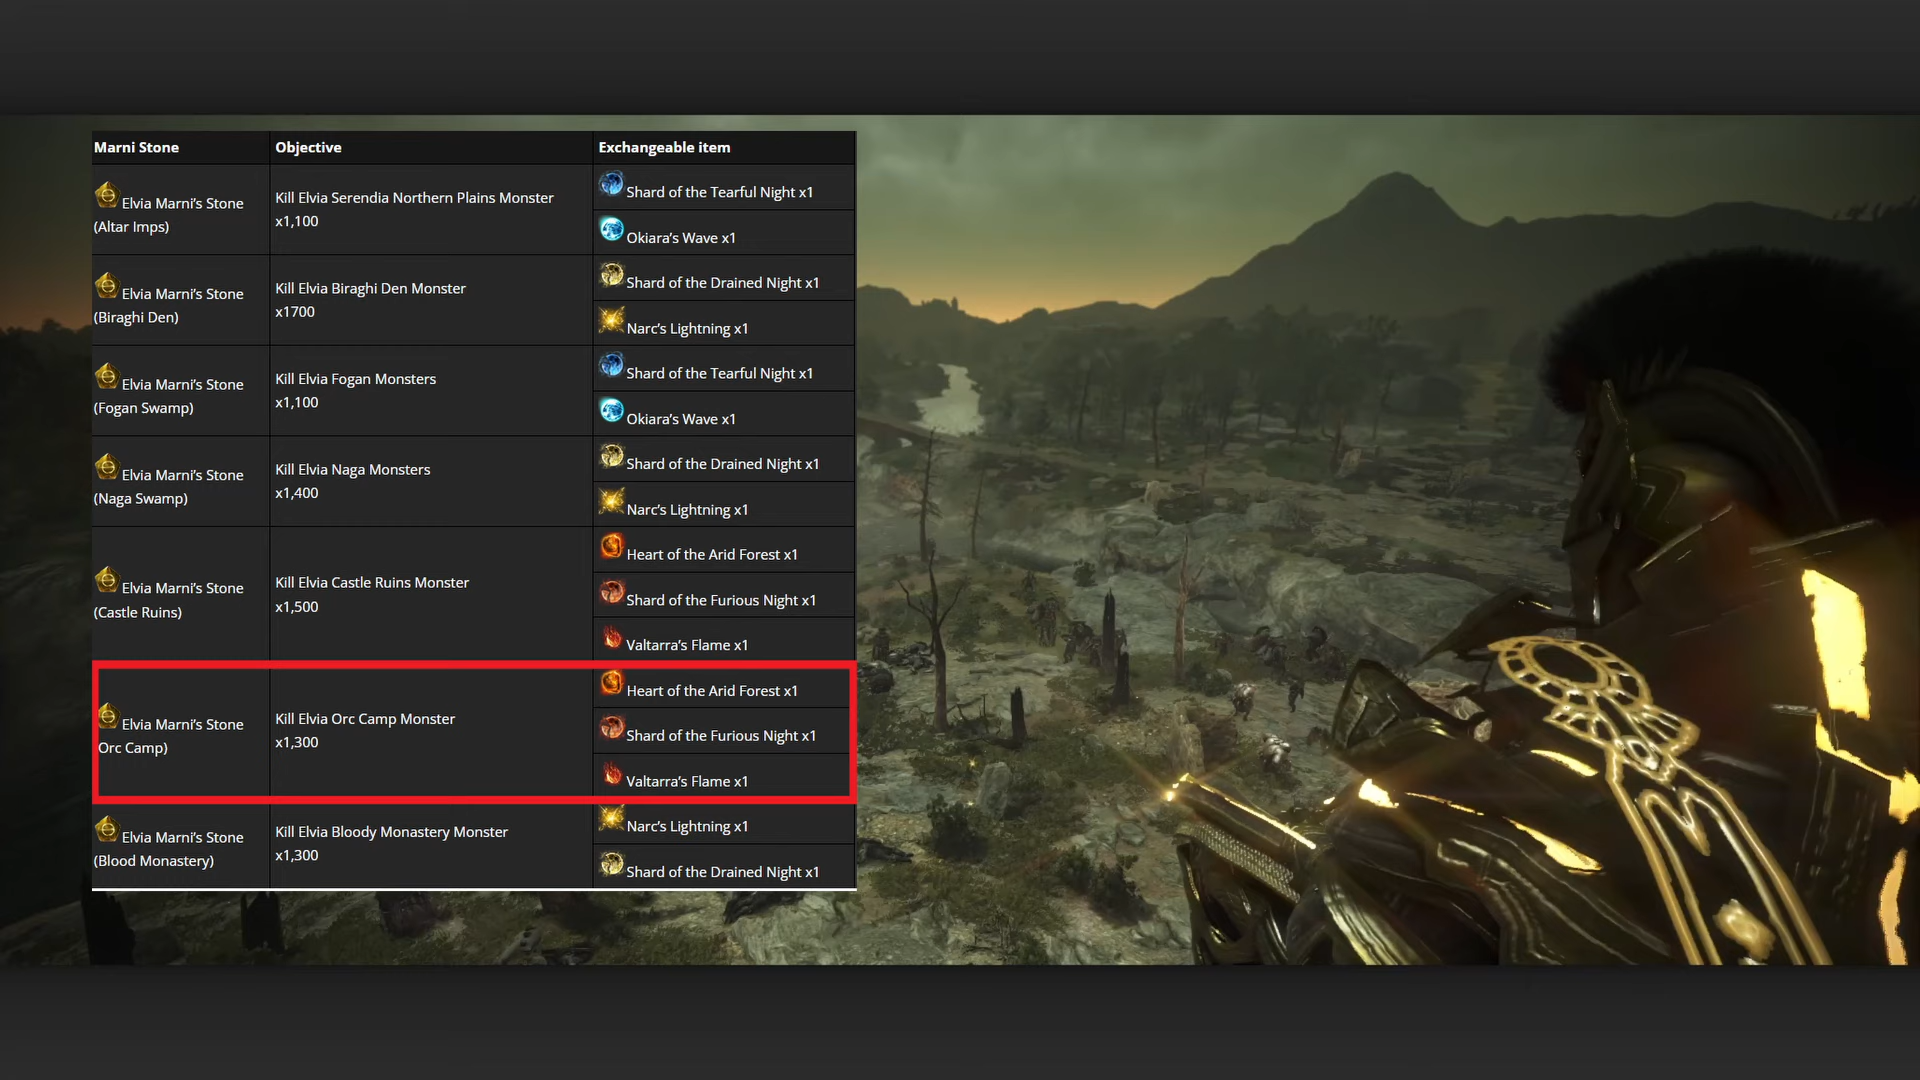 Marni Stone Objective Exchangeable item
Elvia Marni's Stone
(Altar Imps)
Kill Elvia Serendia Northern Plains Monster
x1,100
Shard of the Tearful Night x1
Okiara's Wave x1
Elvia Marni's Stone
(Biraghi Den)
Kill Elvia Biraghi Den Monster
x1700
Shard of the Drained Night x1
Narc's Lightning x1
Elvia Marni's Stone
(Fogan Swamp)
Kill Elvia Fogan Monsters
x1,100
Shard of the Tearful Night x1
Okiara's Wave x1
Elvia Marni's Stone
(Naga Swamp)
Kill Elvia Naga Monsters
x1,400
Shard of the Drained Night x1
Narc's Lightning x1
Elvia Marni's Stone
(Castle Ruins)
Kill Elvia Castle Ruins Monster
x1,500
Heart of the Arid Forest x1
Shard of the Furious Night x1
Valtarra's Flame x1
Elvia Marni's Stone
Orc Camp)
Kill Elvia Orc Camp Monster
x1,300
Heart of the Arid Forest x1
Shard of the Furious Night x1
Valtarra's Flame x1
Elvia Marni's Stone
(Blood Monastery)
Kill Elvia Bloody Monastery Monster
x1,300
Narc's Lightning x1
Shard of the Drained Night x1